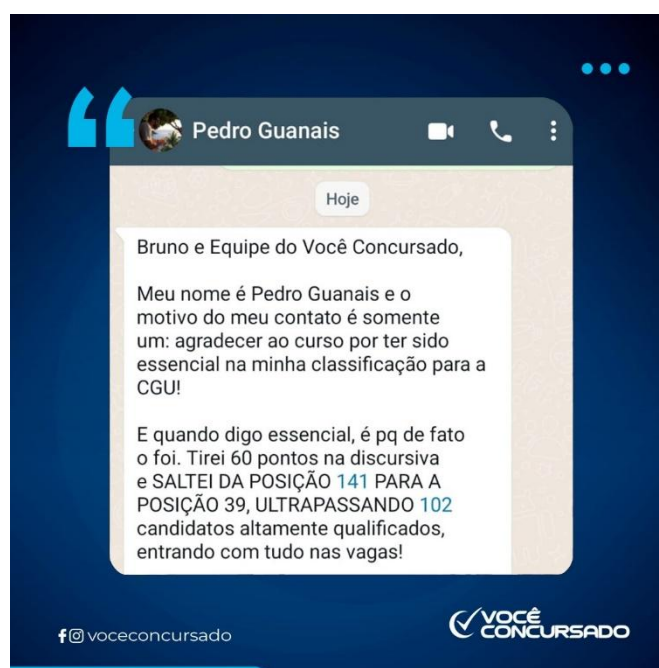 Pedro Guanais
Hoje
Bruno e Equipe do Você Concursado,
Meu nome é Pedro Guanais e o
motivo do meu contato é somente
um: agradecer ao curso por ter sido
essencial na minha classificação para a
CGU!
E quando digo essencial, é pq de fato
o foi. Tirei 60 pontos na discursiva
e SALTEI DA POSIÇÃO 141 PARA A
POSIÇÃO 39, ULTRAPASSANDO 102
candidatos altamente qualificados,
entrando com tudo nas vagas!
voceconcursado
VOCÊ
CONCURSADO